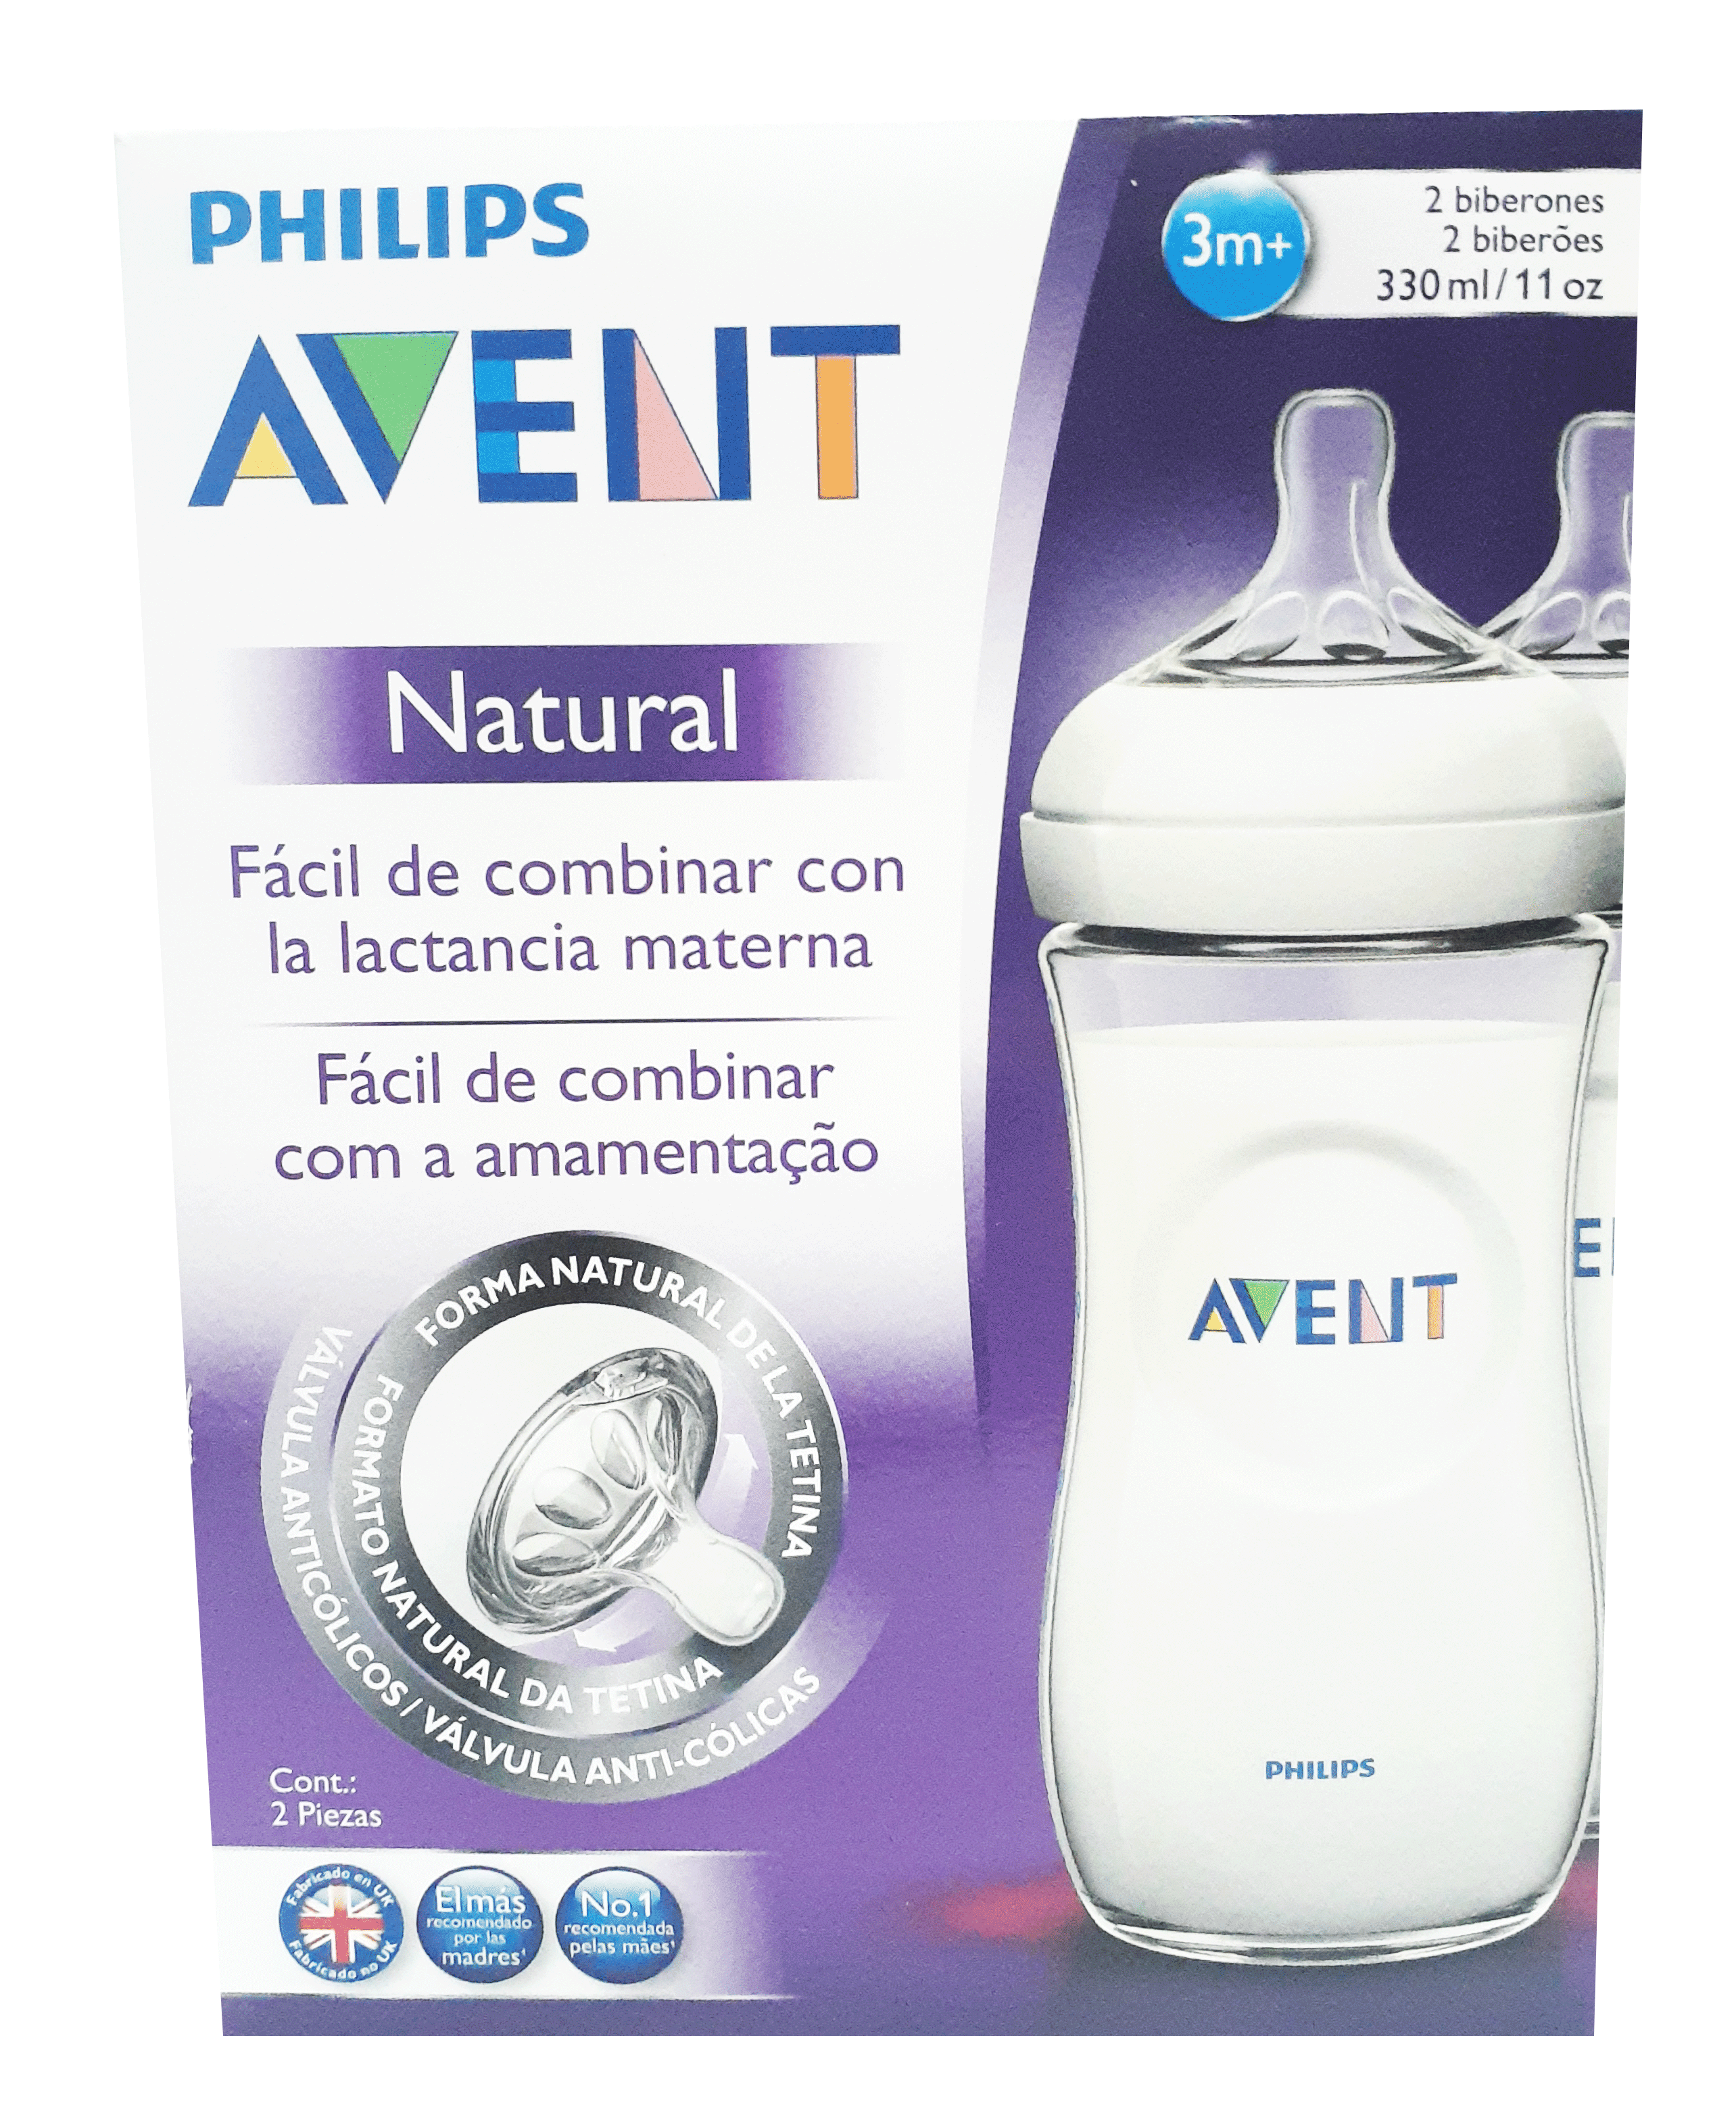 PHILIPS
AVENT
Natural
Fácil de combinar con
la lactancia materna
Fácil de combinar
com a amamentação
FORMA NATURAL DE LA TETINA
FORMATO NATURAL DA TETINA
VÁLVULA ANTICÓLICOS / VÁLVULA ANTI-CÓLICAS
Cont.:
2 Piezas
Fabricado en UK
Fabricado no UK
El más
recomendado
por las
madres¹
No.1
recomendada
pelas mães¹
3m+
2 biberones
2 biberões
330 ml / 11 oz
AVENT
PHILIPS
E